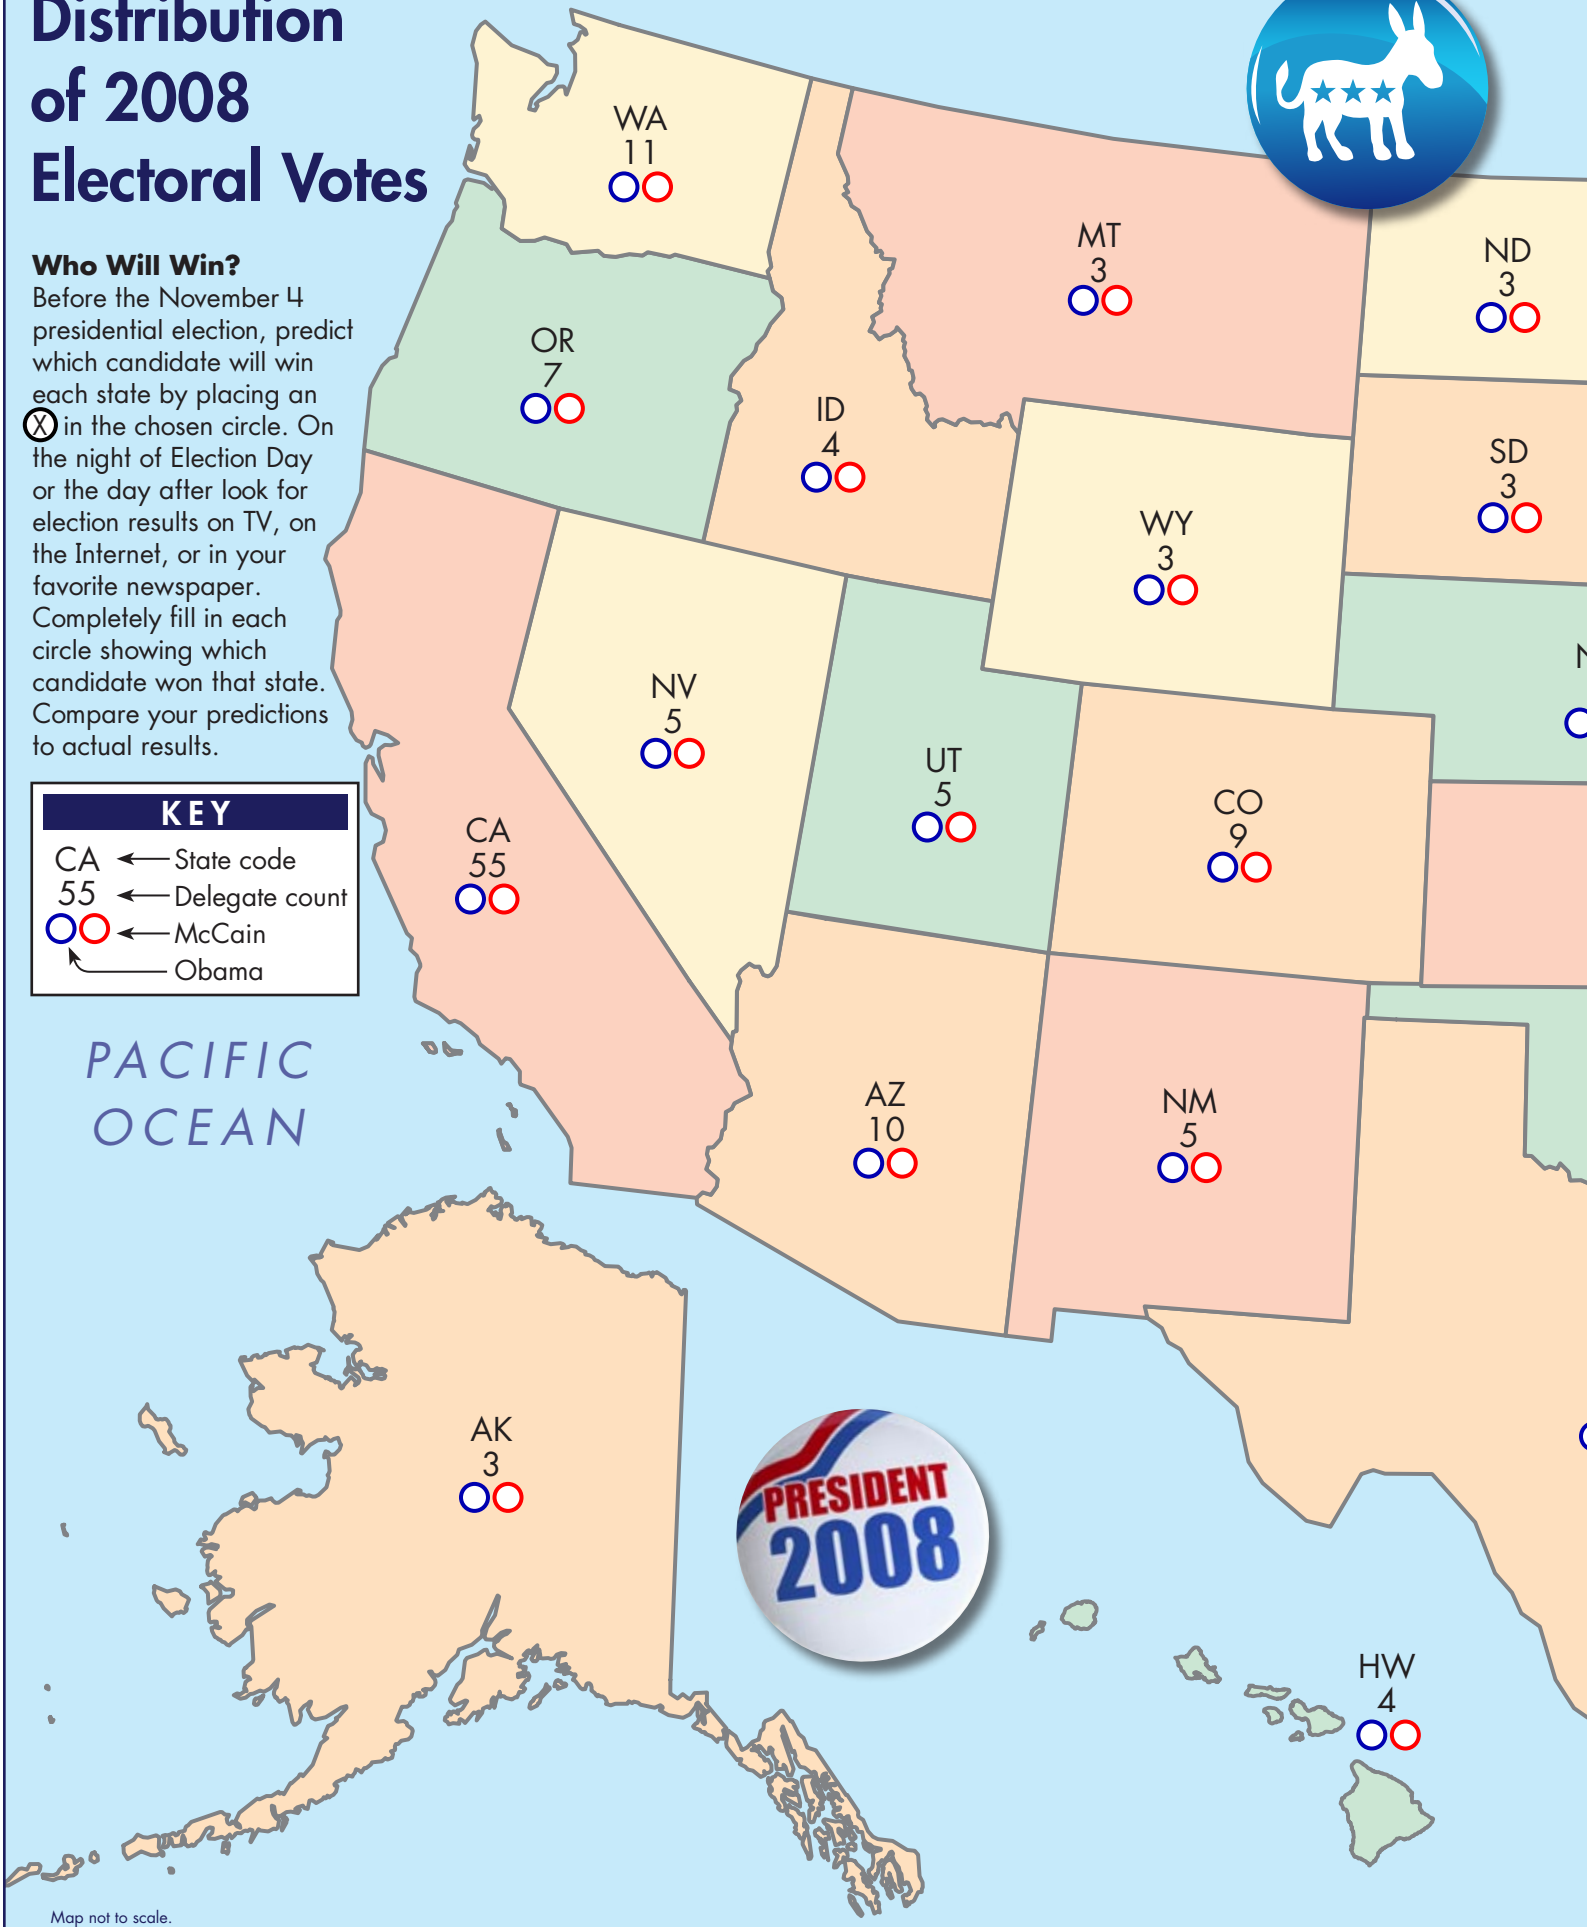 Distribution
of 2008
Electoral Votes
Who Will Win?
Before the November 4
presidential election, predict
which candidate will win
each state by placing an
X in the chosen circle. On
the night of Election Day
or the day after look for
election results on TV, on
the Internet, or in your
favorite newspaper.
Completely fill in each
circle showing which
candidate won that state.
Compare your predictions
to actual results.
KEY
CA State code
55 Delegate count
McCain
Obama
PACIFIC
OCEAN
WA
11
OR
7
ID
4
MT
3
ND
3
SD
3
WY
3
NV
5
UT
5
CO
9
CA
55
AZ
10
NM
5
AK
3
PRESIDENT
2008
HW
4
Map not to scale.